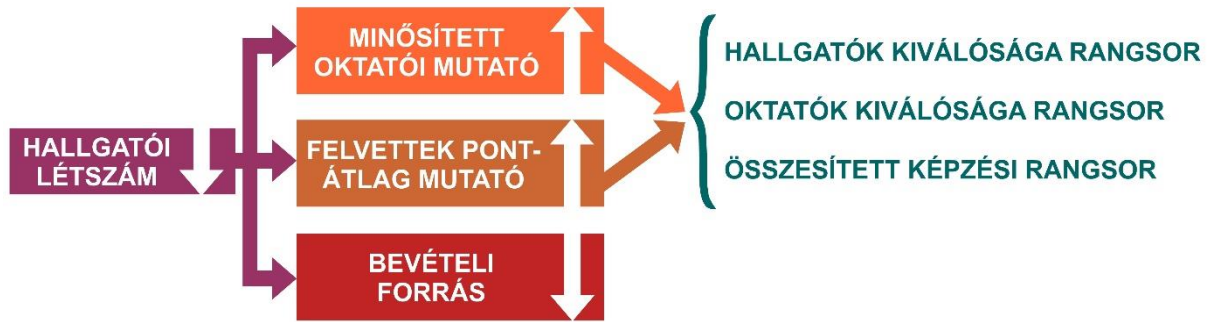 HALLGATÓI
LÉTSZÁM
MINŐSÍTETT
OKTATÓI MUTATÓ
FELVETTEK PONT-
ÁTLAG MUTATÓ
BEVÉTELI
FORRÁS
HALLGATÓK KIVÁLÓSÁGA RANGSOR
OKTATÓK KIVÁLÓSÁGA RANGSOR
ÖSSZESÍTETT KÉPZÉSI RANGSOR